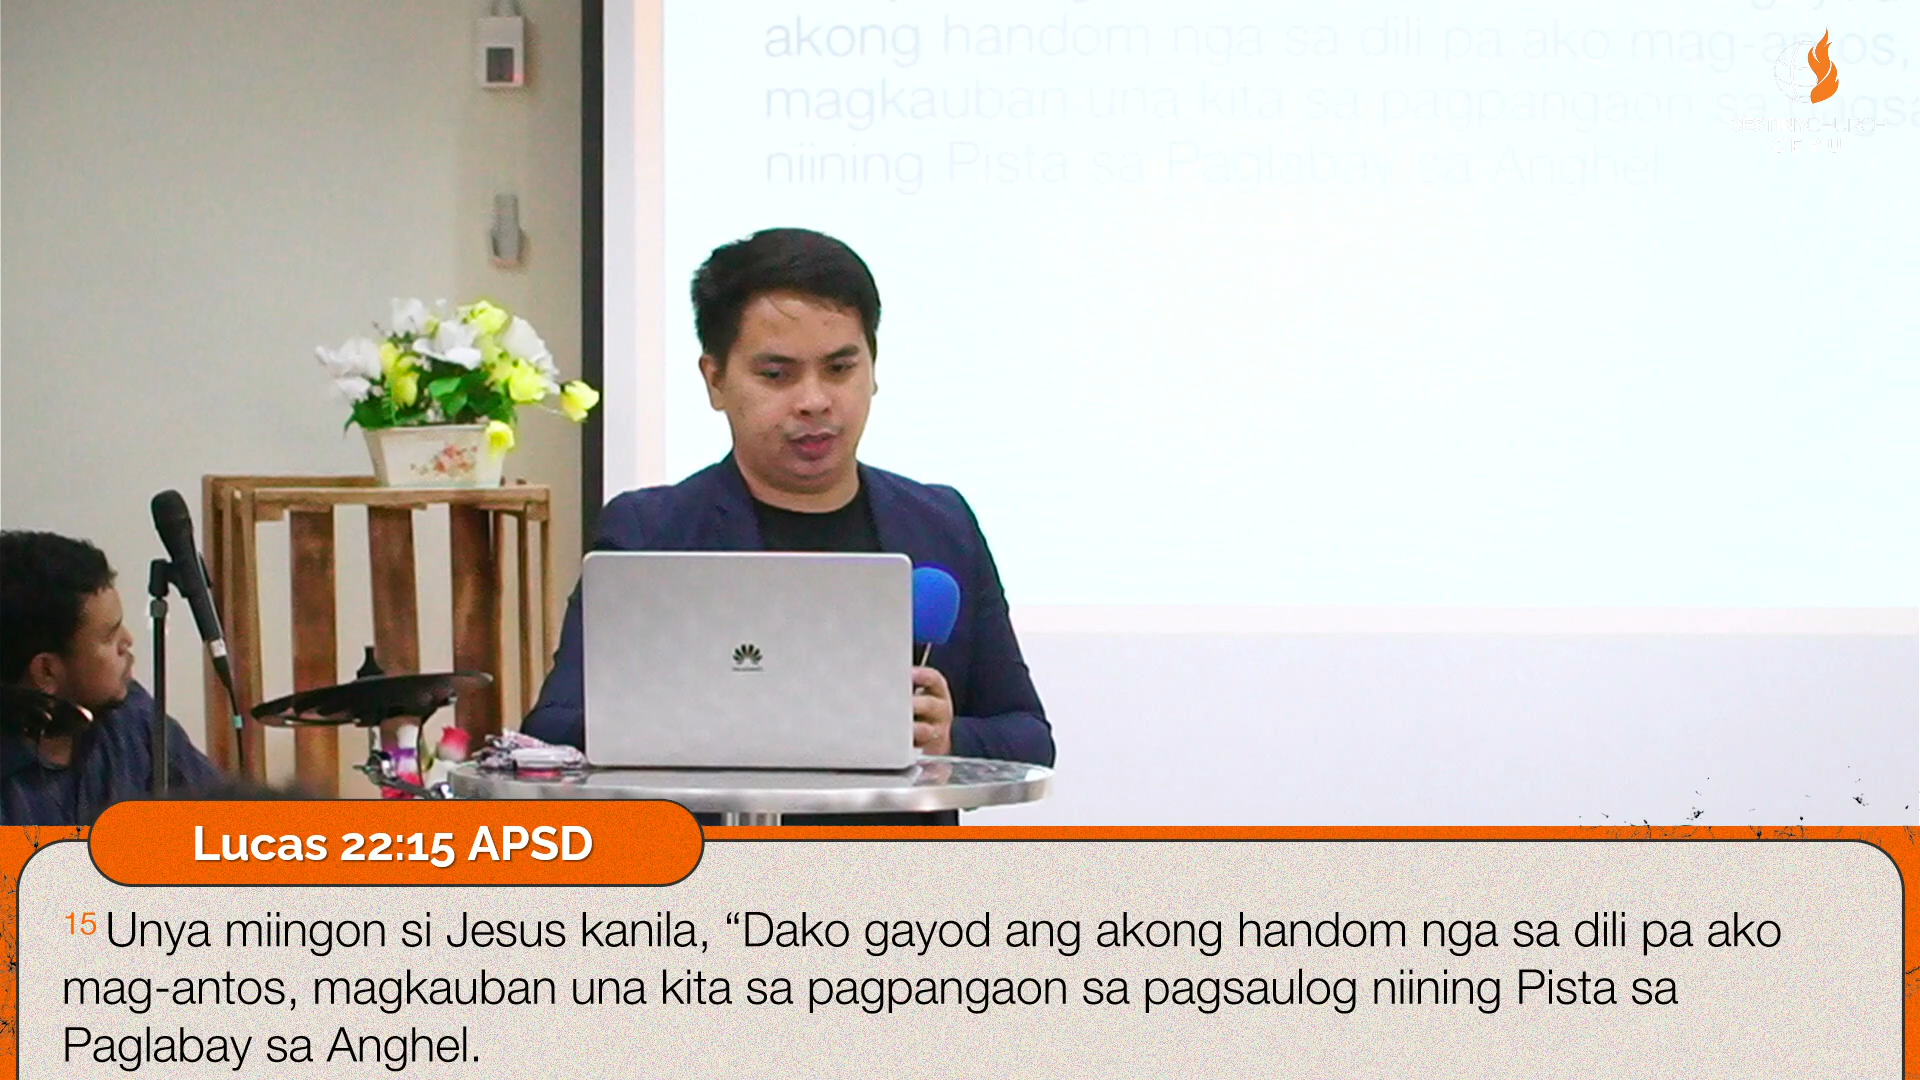 akong handom nga sa dili pa ako mag-antos,
magkauban una kita sa pagpangaon sa
niining Pista sa Paglabay sa Anghel
Lucas 22:15 APSD
15 Unya miingon si Jesus kanila, “Dako gayod ang akong handom nga sa dili pa ako
mag-antos, magkauban una kita sa pagpangaon sa pagsaulog niining Pista sa
Paglabay sa Anghel.